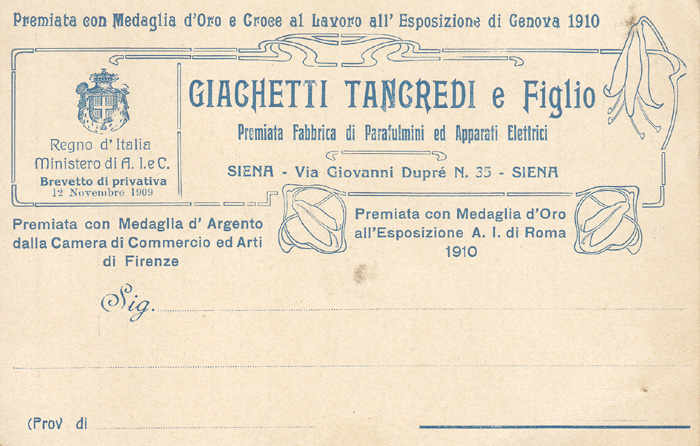 Premiata con Medaglia d'Oro e Croce al Lavoro all' Esposizione di Genova 1910
GIACHETTI TANCREDI e Figlio
Premiata Fabbrica di Parafulmini ed Apparati Elettrici
SIENA - Via Giovanni Dupré N. 35 - SIENA
Regno d'Italia
Ministero di A. I. e C.
Brevetto di privativa
12 Novembre 1909
Premiata con Medaglia d' Argento
dalla Camera di Commercio ed Arti
di Firenze
Premiata con Medaglia d'Oro
all'Esposizione A. I. di Roma
1910
Sig.
(Prov di